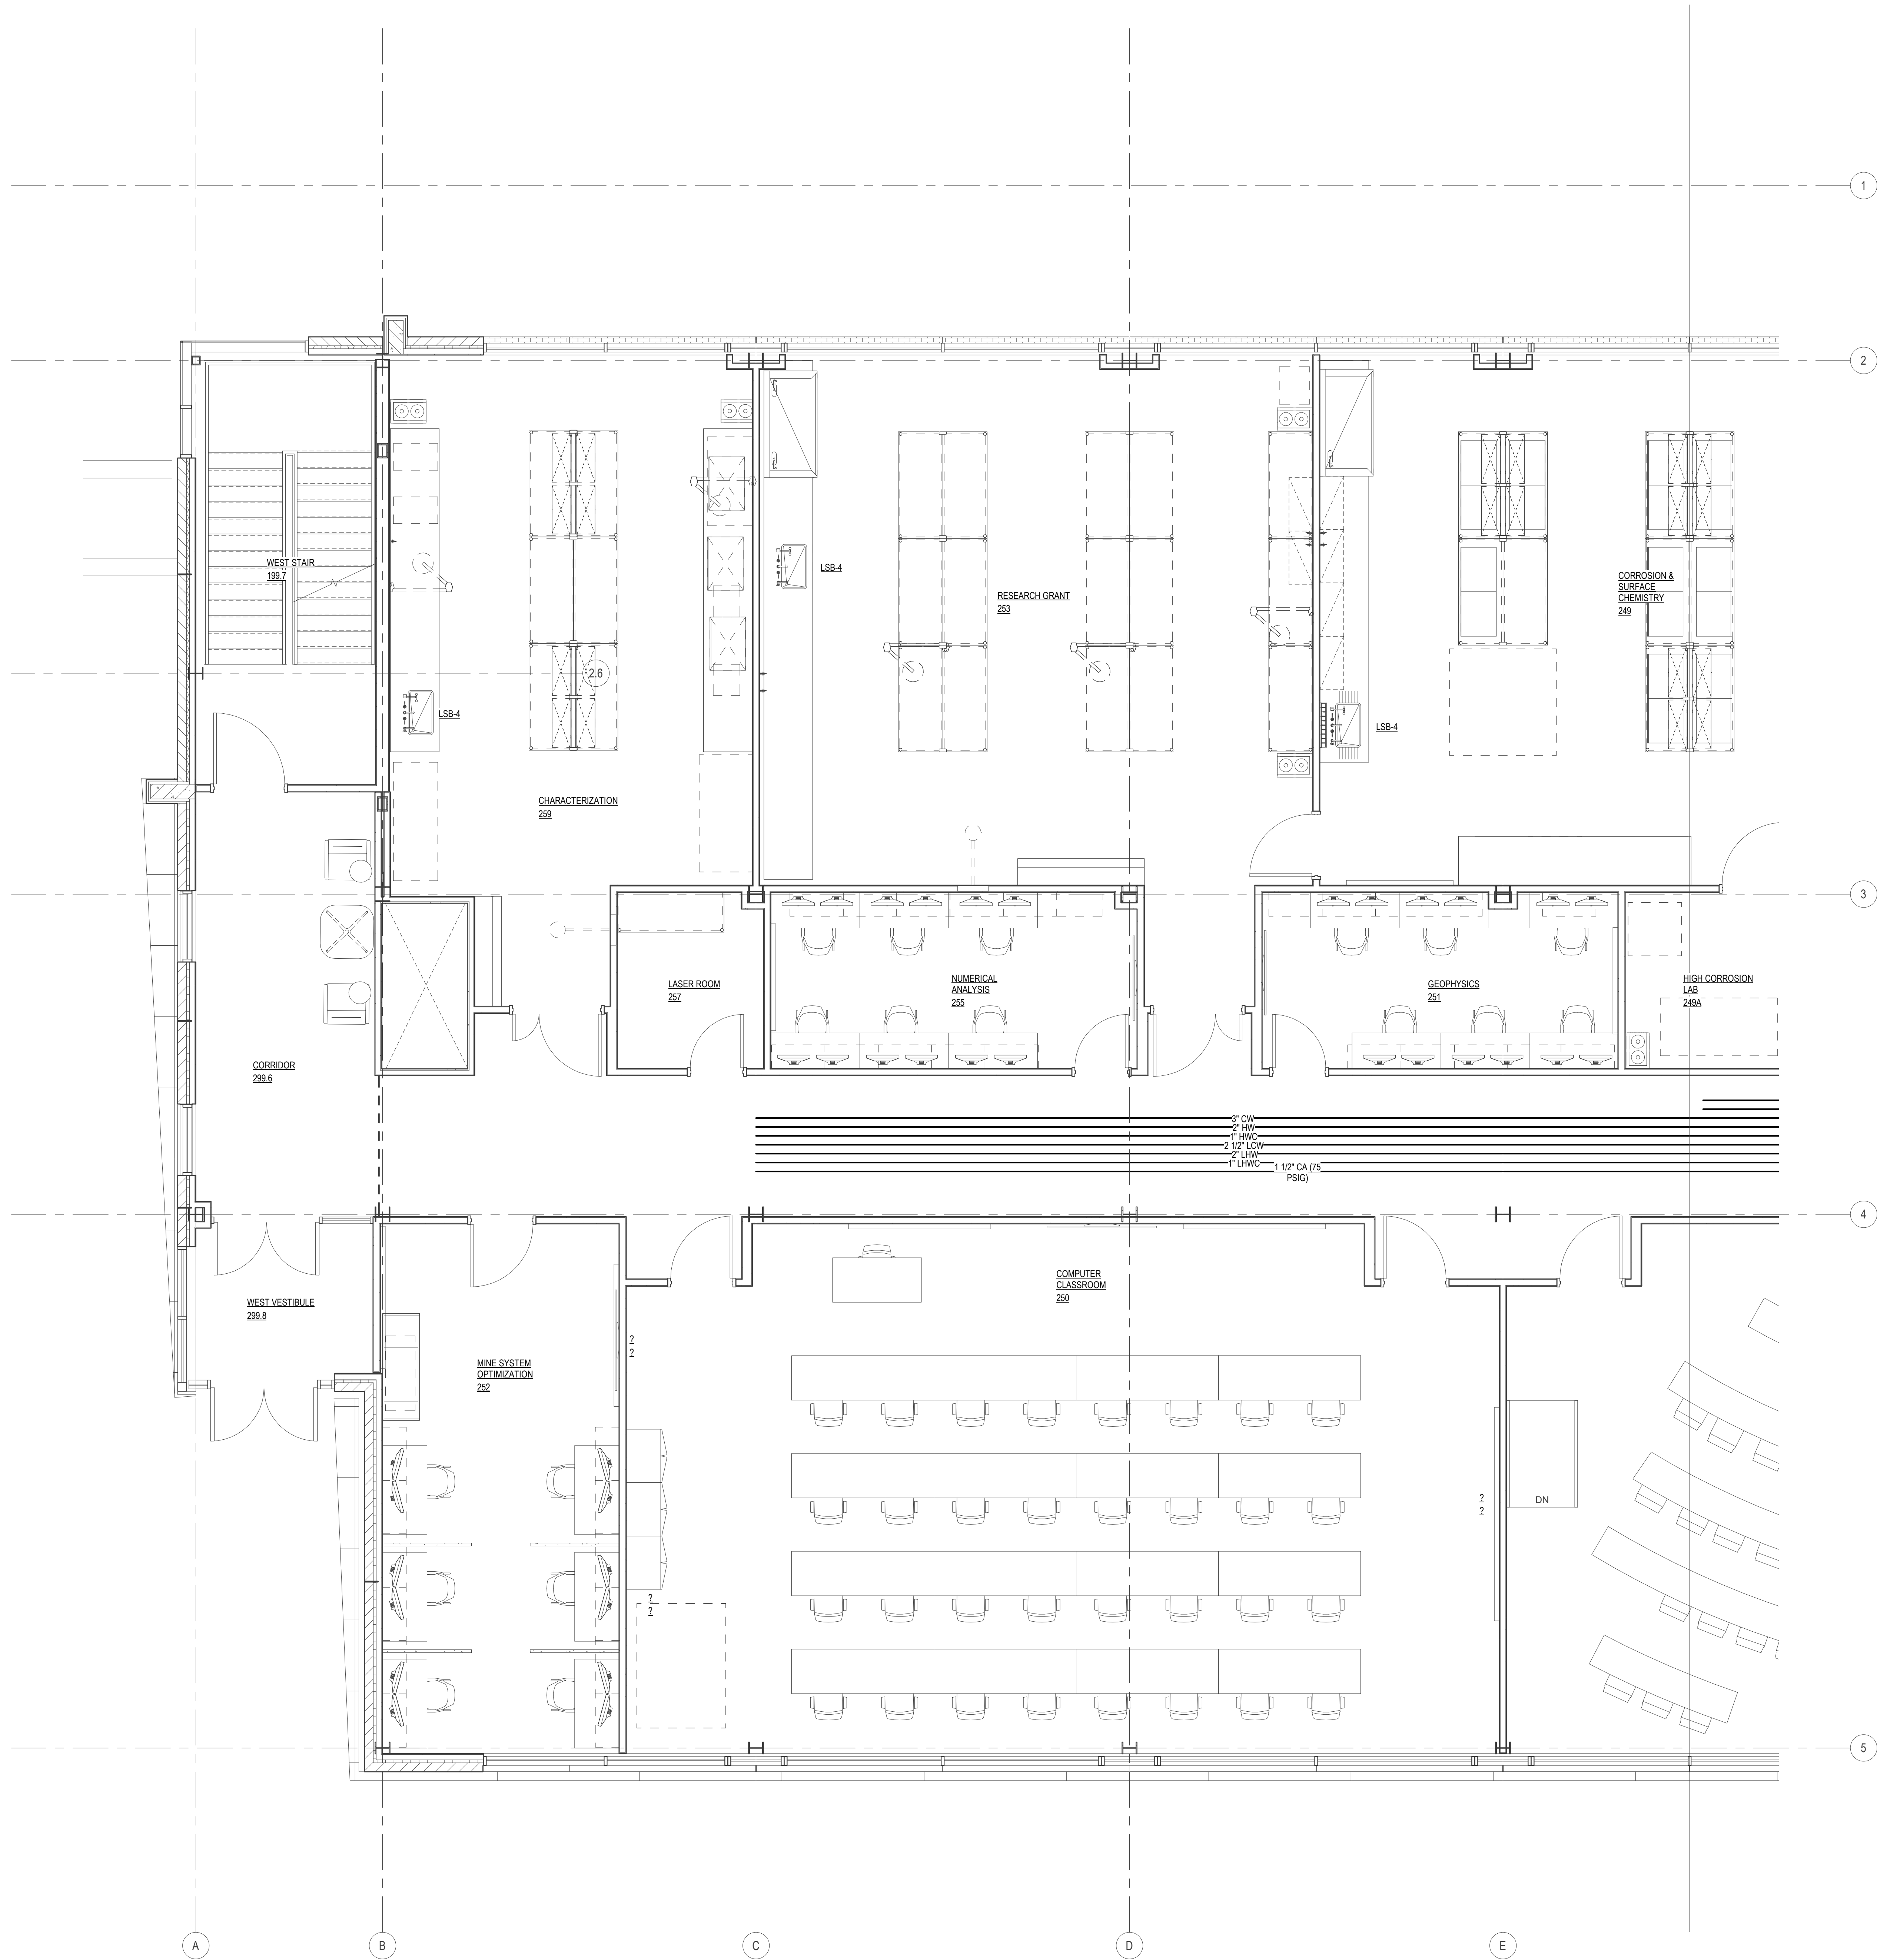 1
2
WEST STAIR
199.7
LSB-4
RESEARCH GRANT
253
CORROSION &
SURFACE
CHEMISTRY
249
2.6
LSB-4
LSB-4
CHARACTERIZATION
259
3
LASER ROOM
257
NUMERICAL
ANALYSIS
255
GEOPHYSICS
251
HIGH CORROSION
LAB
249A
CORRIDOR
299.6
3" CW
2" HW
1" HWC
2 1/2" LCW
2" LHW
1" LHWC
1 1/2" CA (75
PSIG)
4
COMPUTER
CLASSROOM
250
WEST VESTIBULE
299.8
?
?
MINE SYSTEM
OPTIMIZATION
252
?
?
DN
?
?
5
A
B
C
D
E